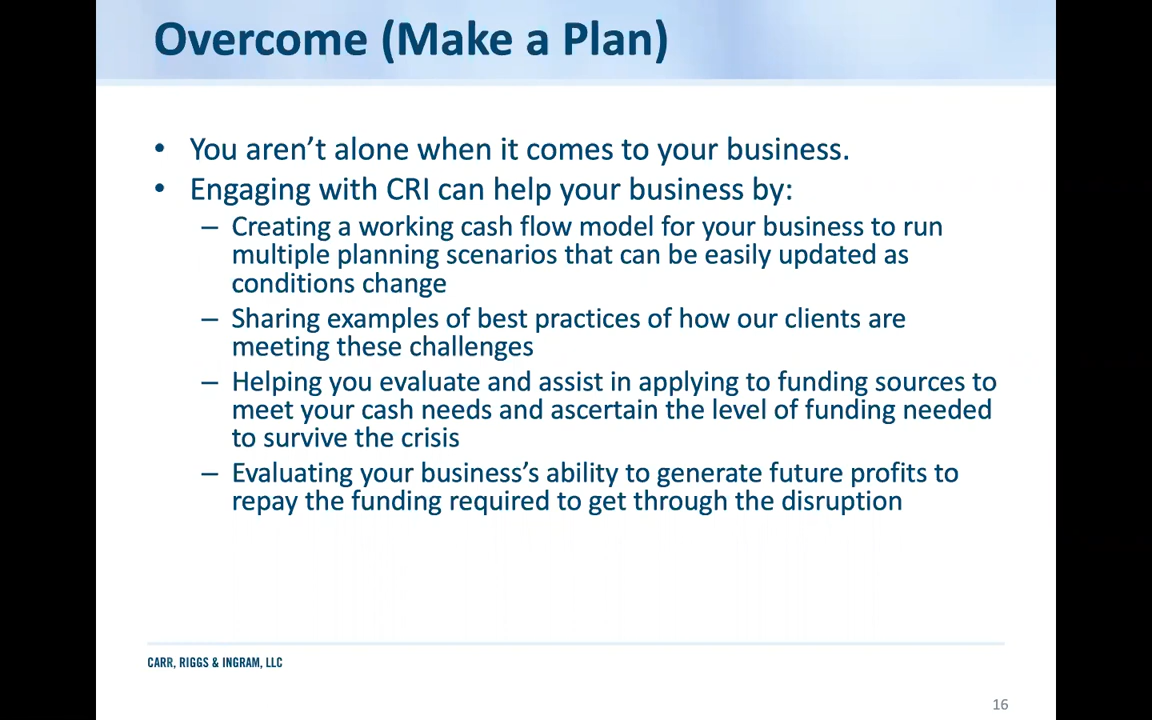 Overcome (Make a Plan)
• You aren’t alone when it comes to your business.
• Engaging with CRI can help your business by:
– Creating a working cash flow model for your business to run
multiple planning scenarios that can be easily updated as
conditions change
– Sharing examples of best practices of how our clients are
meeting these challenges
– Helping you evaluate and assist in applying to funding sources to
meet your cash needs and ascertain the level of funding needed
to survive the crisis
– Evaluating your business’s ability to generate future profits to
repay the funding required to get through the disruption
CARR, RIGGS & INGRAM, LLC
16